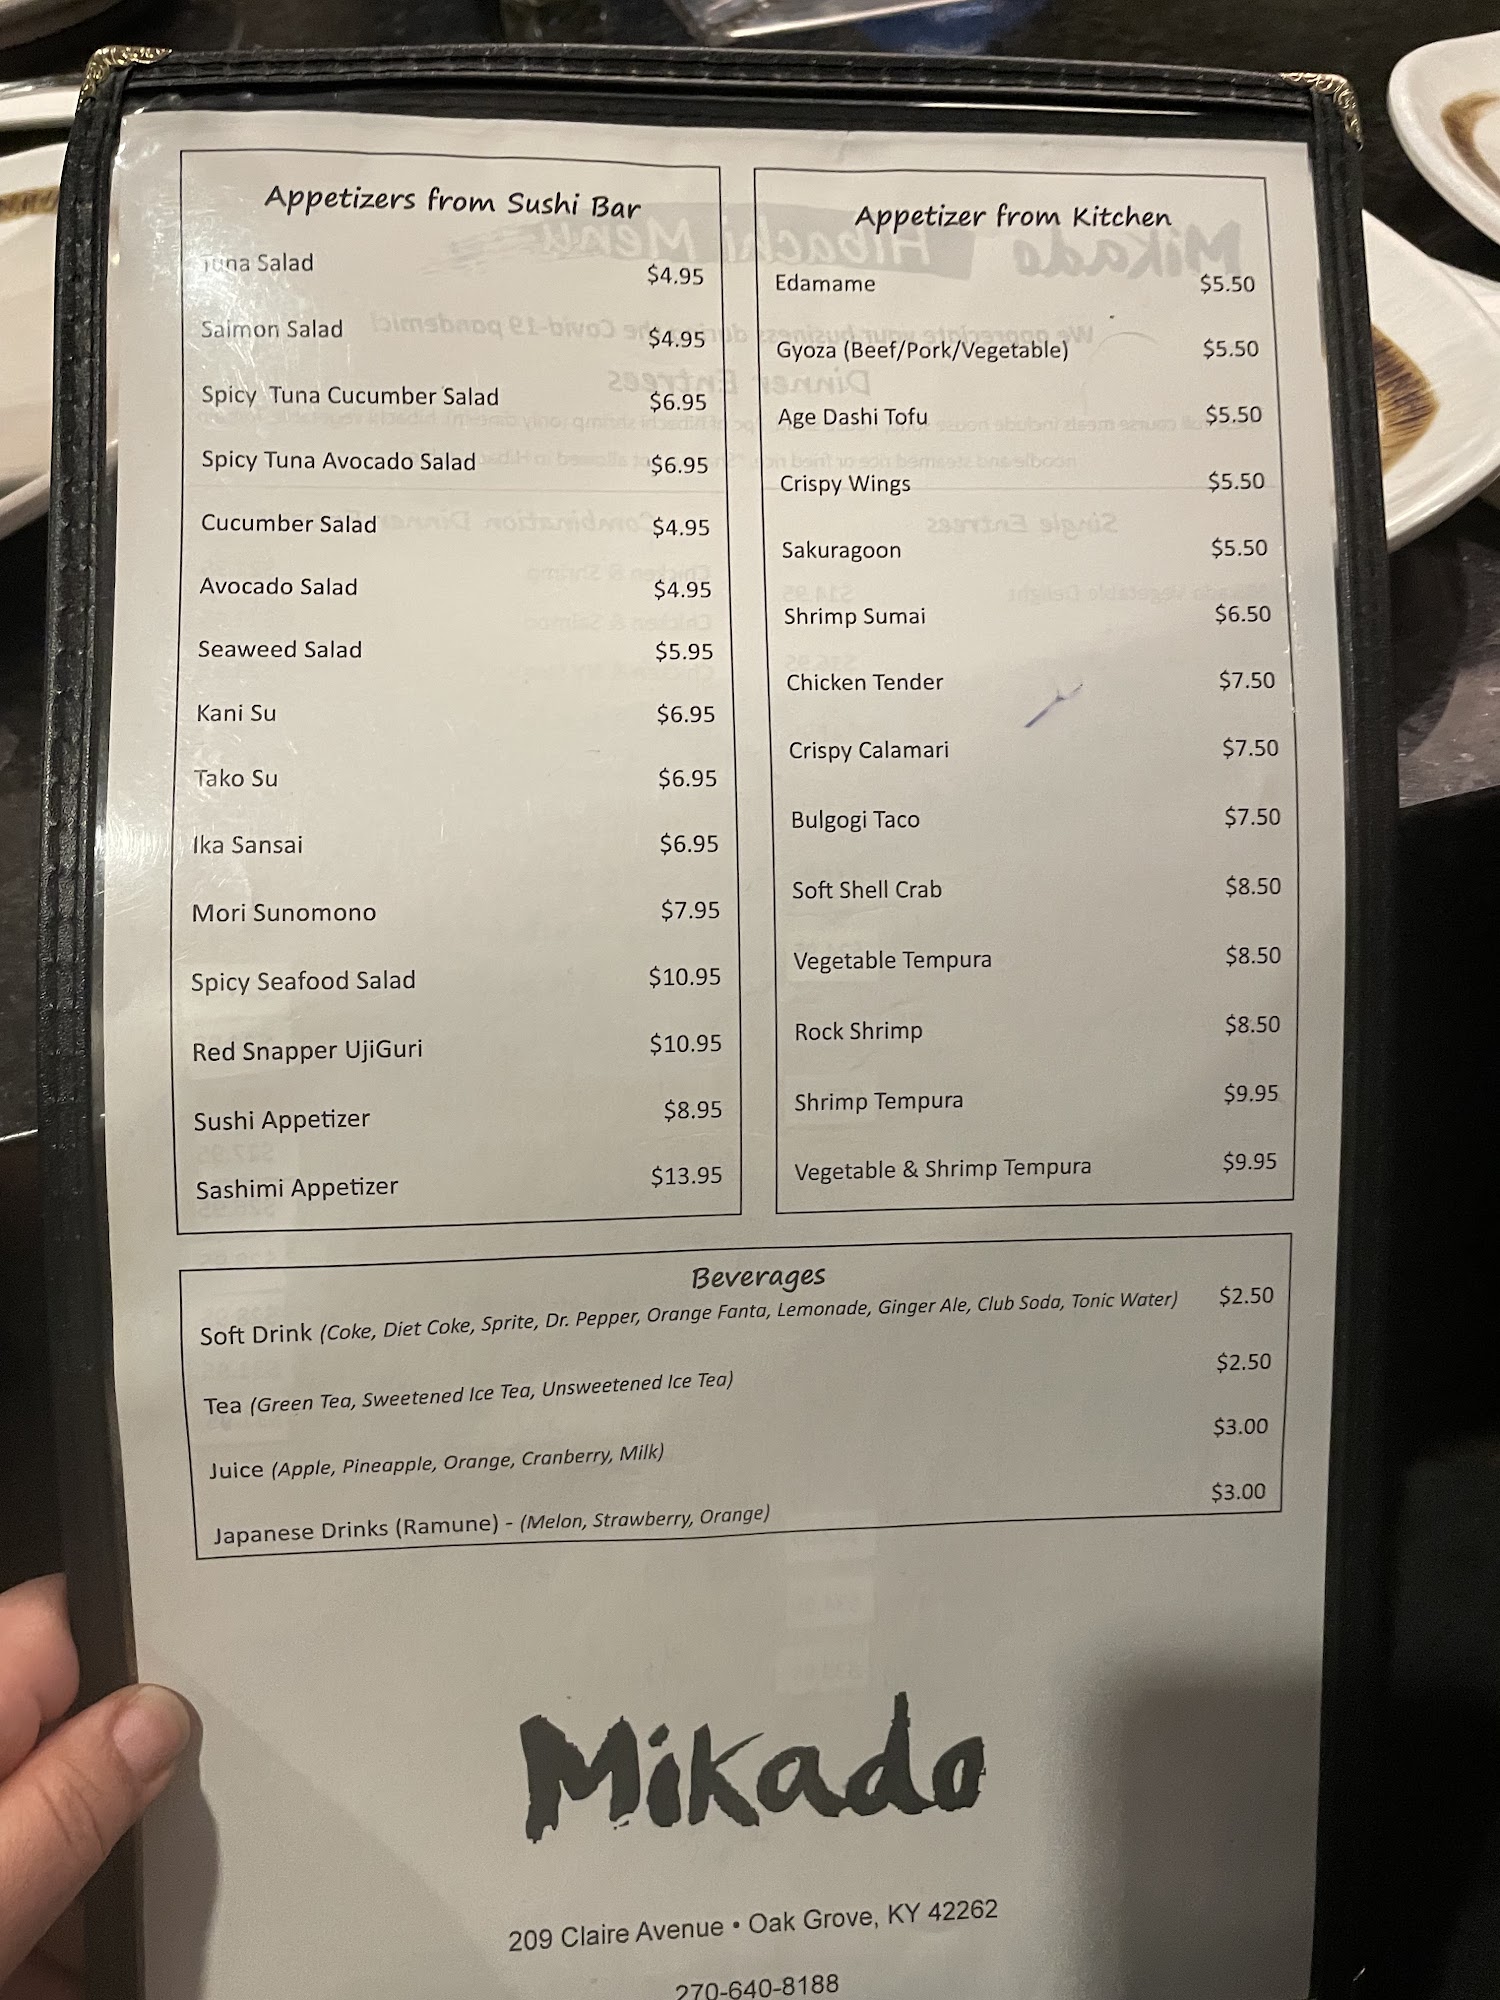 Appetizers from Sushi Bar
Tuna Salad $4.95
Salmon Salad $4.95
Spicy Tuna Cucumber Salad $6.95
Spicy Tuna Avocado Salad $6.95
Cucumber Salad $4.95
Avocado Salad $4.95
Seaweed Salad $5.95
Kani Su $6.95
Tako Su $6.95
Ika Sansai $6.95
Mori Sunomono $7.95
Spicy Seafood Salad $10.95
Red Snapper UjiGuri $10.95
Sushi Appetizer $8.95
Sashimi Appetizer $13.95
Appetizer from Kitchen
Edamame $5.50
Gyoza (Beef/Pork/Vegetable) $5.50
Age Dashi Tofu $5.50
Crispy Wings $5.50
Sakuragoon $5.50
Shrimp Sumai $6.50
Chicken Tender $7.50
Crispy Calamari $7.50
Bulgogi Taco $7.50
Soft Shell Crab $8.50
Vegetable Tempura $8.50
Rock Shrimp $8.50
Shrimp Tempura $9.95
Vegetable & Shrimp Tempura $9.95
Beverages
Soft Drink (Coke, Diet Coke, Sprite, Dr. Pepper, Orange Fanta, Lemonade, Ginger Ale, Club Soda, Tonic Water) $2.50
Tea (Green Tea, Sweetened Ice Tea, Unsweetened Ice Tea) $2.50
Juice (Apple, Pineapple, Orange, Cranberry, Milk) $3.00
Japanese Drinks (Ramune) - (Melon, Strawberry, Orange) $3.00
Mikado
209 Claire Avenue • Oak Grove, KY 42262
270-640-8188